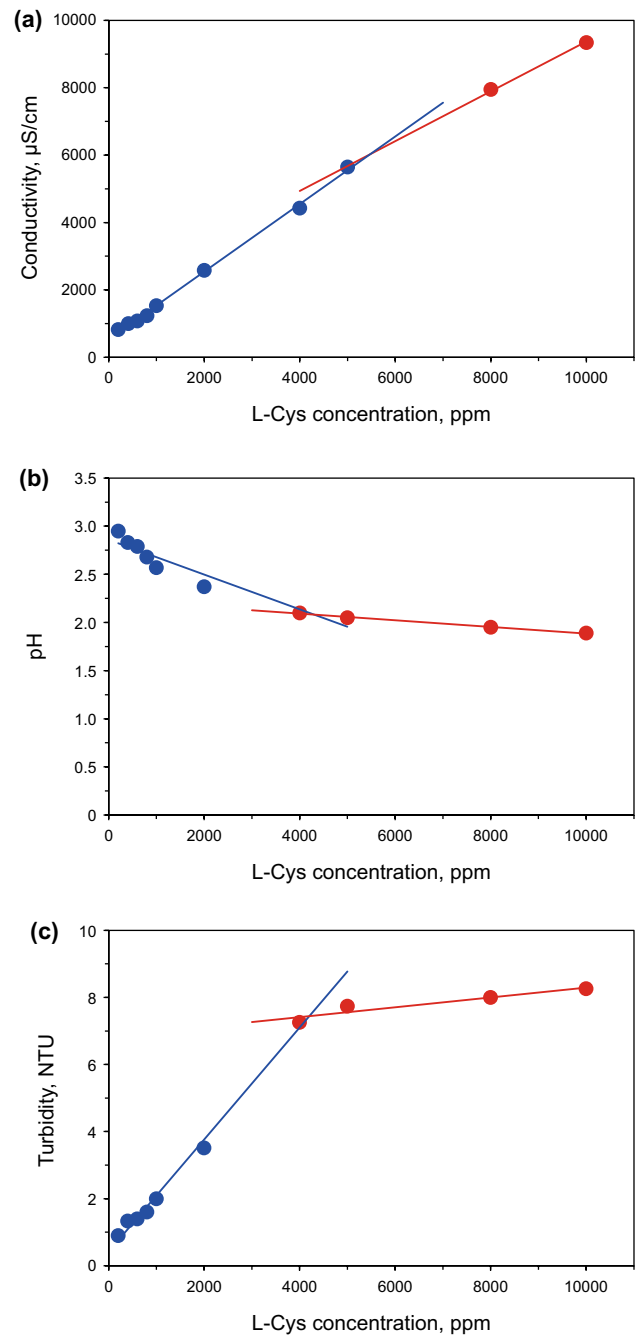 (a)
10000
8000
6000
4000
2000
0
Conductivity, µS/cm
0 2000 4000 6000 8000 10000
L-Cys concentration, ppm
(b)
3.5
3.0
2.5
2.0
1.5
1.0
0.5
0
pH
0 2000 4000 6000 8000 10000
L-Cys concentration, ppm
(c)
10
8
6
4
2
0
Turbidity, NTU
0 2000 4000 6000 8000 10000
L-Cys concentration, ppm